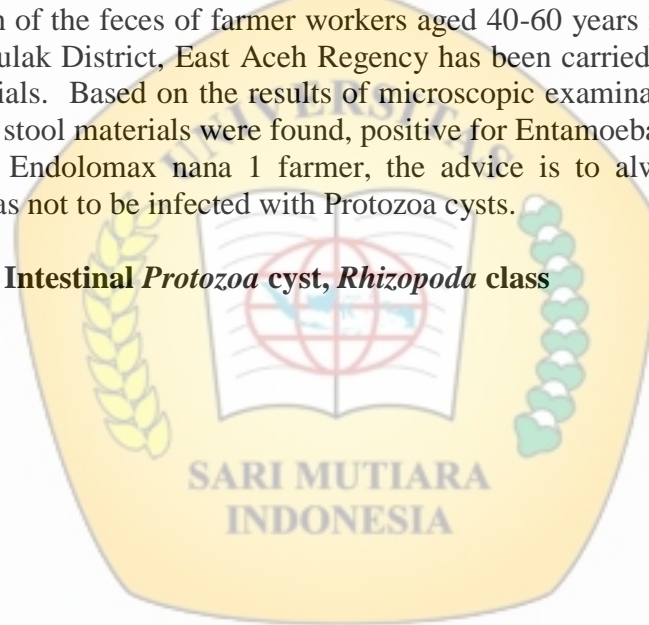 n of the feces of farmer workers aged 40-60 years
ulak District, East Aceh Regency has been carried
ials. Based on the results of microscopic examina
stool materials were found, positive for Entamoeba
Endolomax nana 1 farmer, the advice is to alw
as not to be infected with Protozoa cysts.
Intestinal Protozoa cyst, Rhizopoda class
UNIVERSITAS
SARI MUTIARA
INDONESIA